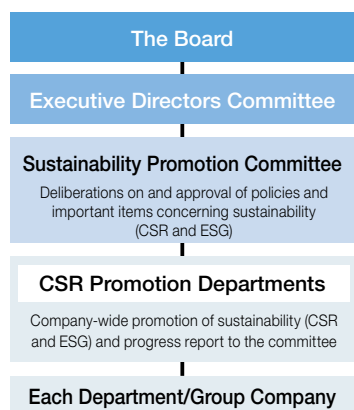 The Board
Executive Directors Committee
Sustainability Promotion Committee
Deliberations on and approval of policies and
important items concerning sustainability
(CSR and ESG)
CSR Promotion Departments
Company-wide promotion of sustainability (CSR
and ESG) and progress report to the committee
Each Department/Group Company